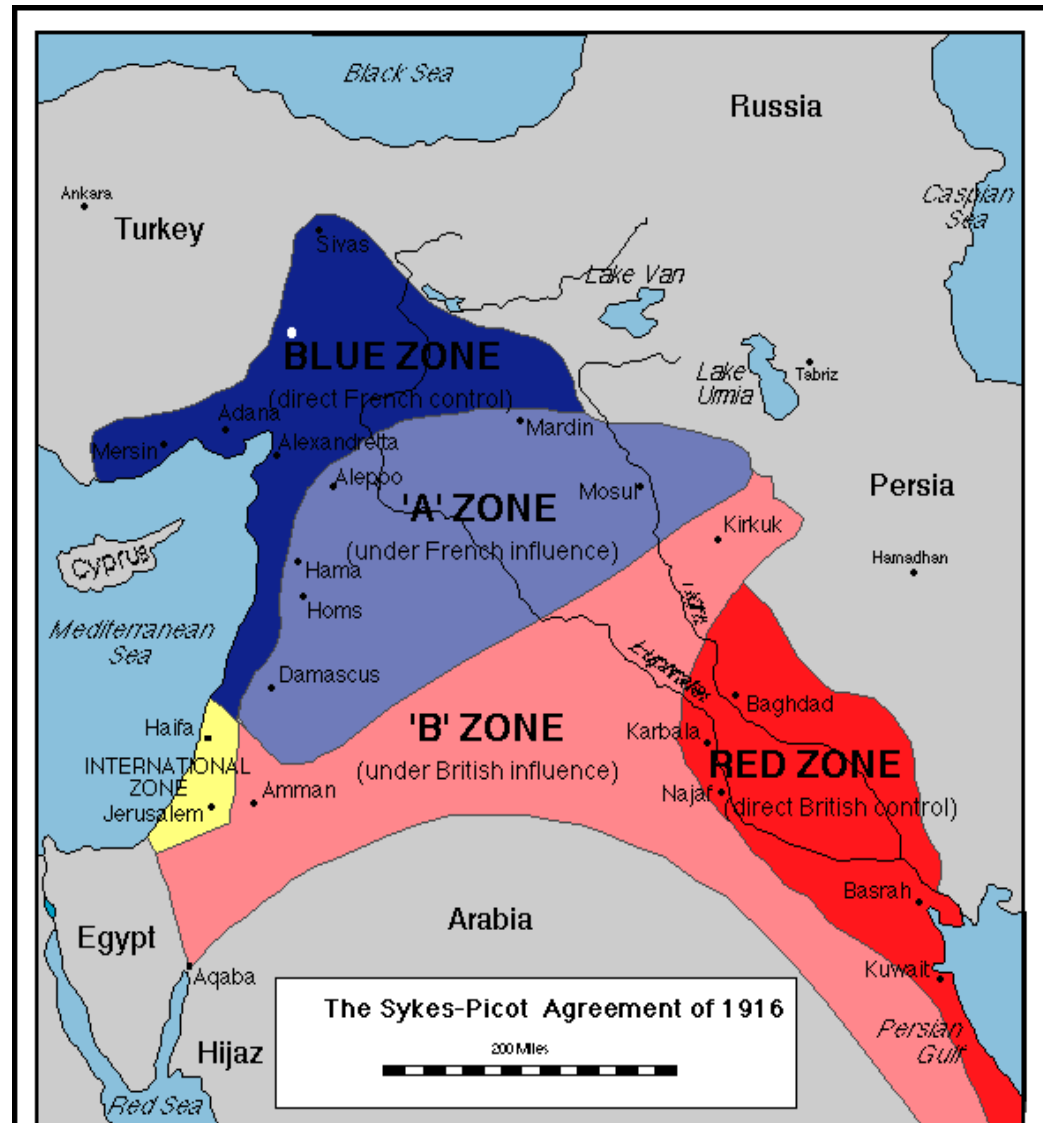 Black Sea
Russia
Ankara
Caspian
Sea
Turkey
Sivas
Lake Van
BLUE ZONE
(direct French control)
Lake
Urmia
Tabriz
Adana
Mardin
Mersin
Alexandretta
Aleppo
Mosul
Persia
'A' ZONE
(under French influence)
Kirkuk
Cyprus
Hama
Hamadhan
Homs
Tigris
Mediterranean
Sea
Euphrates
Damascus
Baghdad
Haifa
'B' ZONE
(under British influence)
Karbala
INTERNATIONAL
ZONE
RED ZONE
(direct British control)
Amman
Najaf
Jerusalem
Basrah
Arabia
Egypt
Kuwait
Aqaba
The Sykes-Picot Agreement of 1916
200 Miles
Persian
Gulf
Hijaz
Red Sea